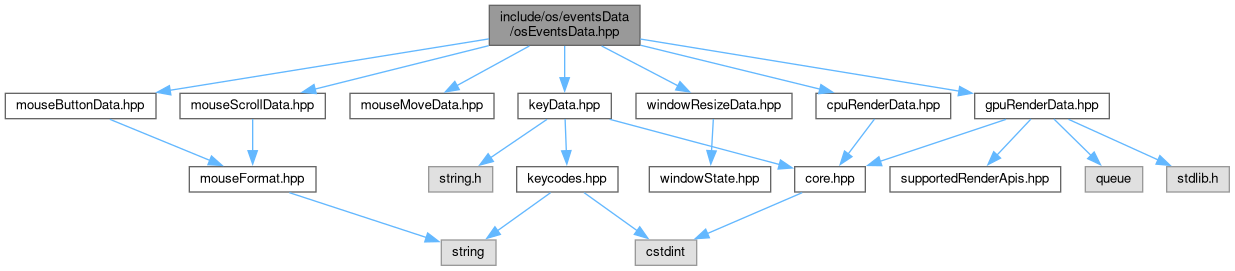 include/os/eventsData
/osEventsData.hpp
mouseButtonData.hpp
mouseScrollData.hpp
mouseMoveData.hpp
keyData.hpp
windowResizeData.hpp
cpuRenderData.hpp
gpuRenderData.hpp
mouseFormat.hpp
string.h
keycodes.hpp
windowState.hpp
core.hpp
supportedRenderApis.hpp
queue
stdlib.h
string
cstdint